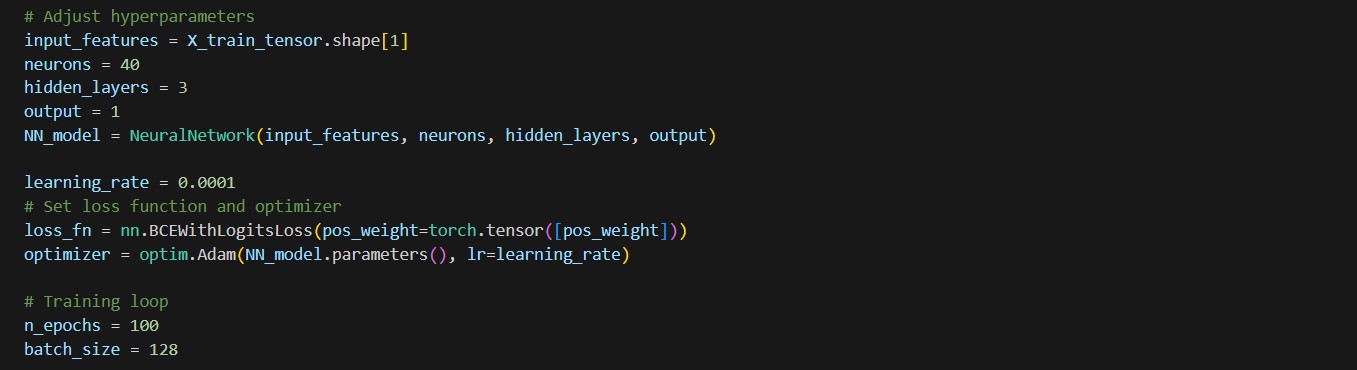 # Adjust hyperparameters
input_features = X_train_tensor.shape[1]
neurons = 40
hidden_layers = 3
output = 1
NN_model = NeuralNetwork(input_features, neurons, hidden_layers, output)
learning_rate = 0.0001
# Set loss function and optimizer
loss_fn = nn.BCEWithLogitsLoss(pos_weight=torch.tensor([pos_weight]))
optimizer = optim.Adam(NN_model.parameters(), lr=learning_rate)
# Training loop
n_epochs = 100
batch_size = 128